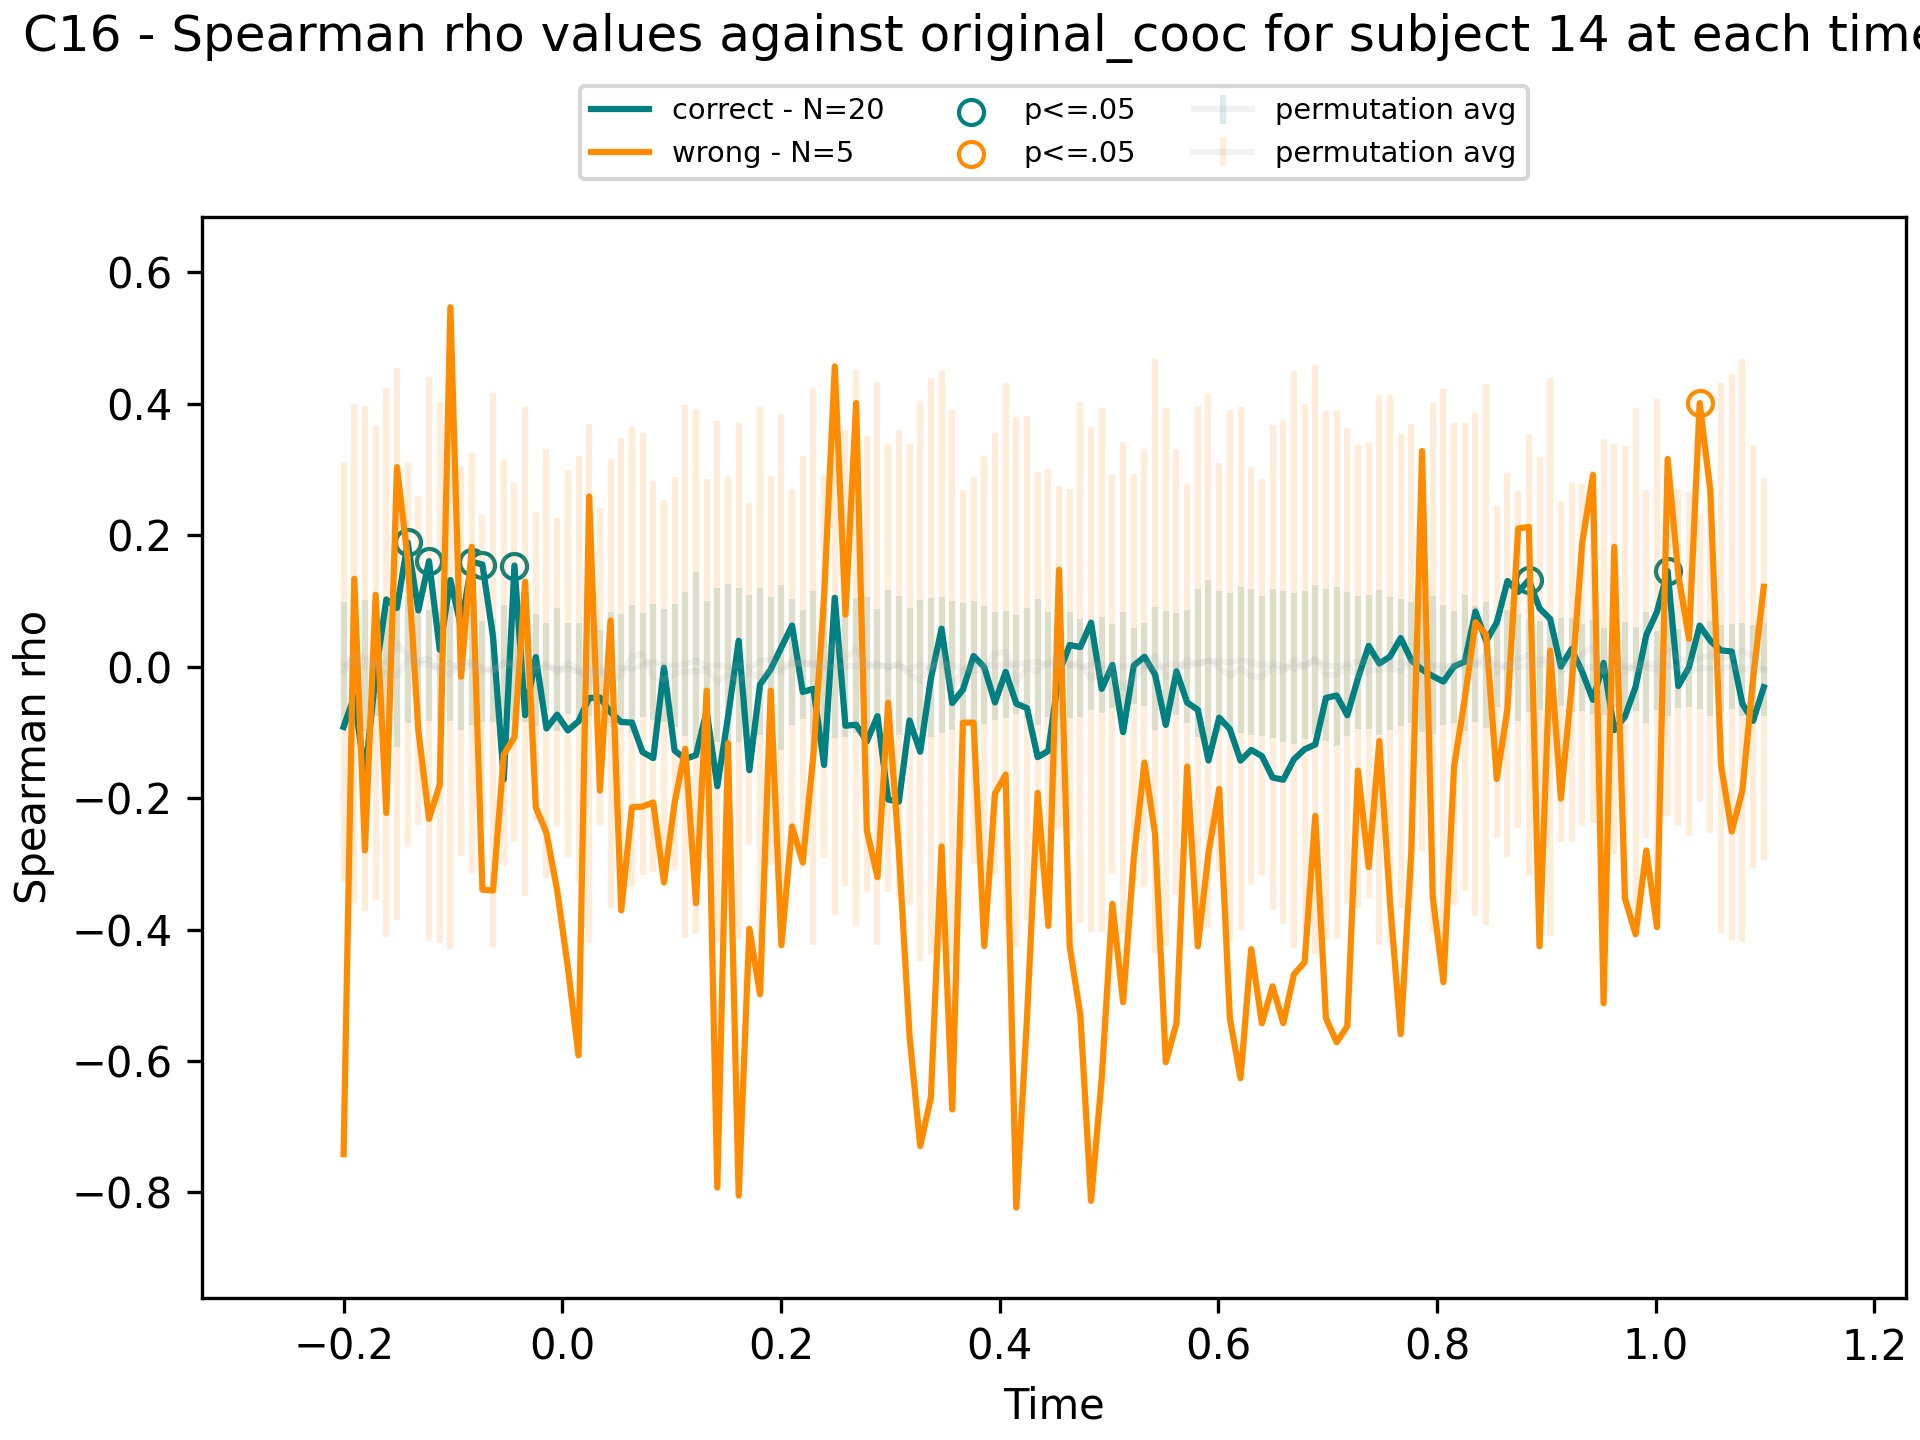 C16 - Spearman rho values against original_cooc for subject 14 at each time
correct - N=20
wrong - N=5
p<=.05
p<=.05
permutation avg
permutation avg
Spearman rho
0.6
0.4
0.2
0.0
−0.2
−0.4
−0.6
−0.8
−0.2 0.0 0.2 0.4 0.6 0.8 1.0 1.2
Time